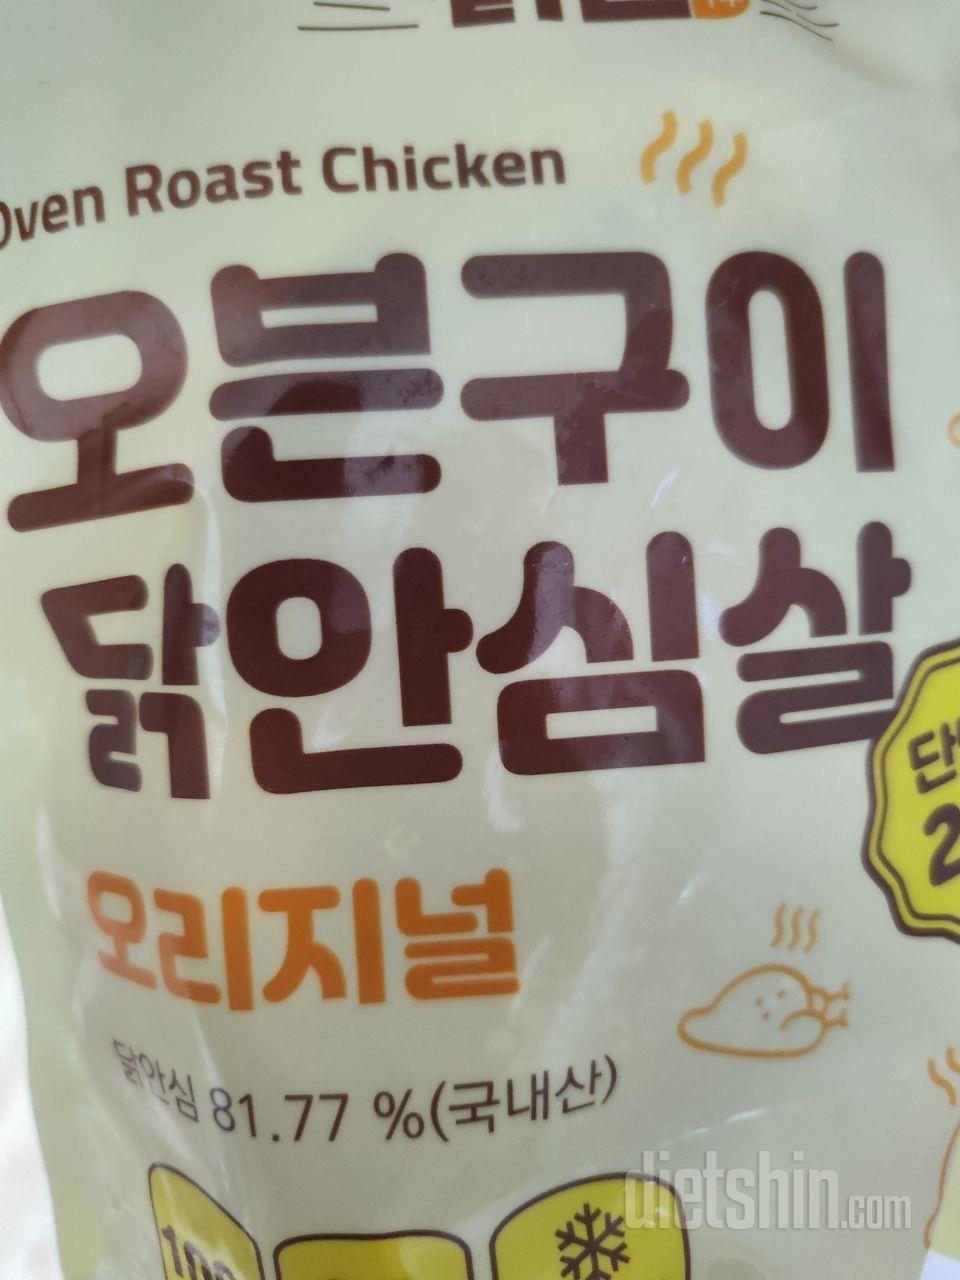 Oven Roast Chicken
오븐구이
닭안심살
오리지널
닭안심 81.77 %(국내산)
dietshin.com